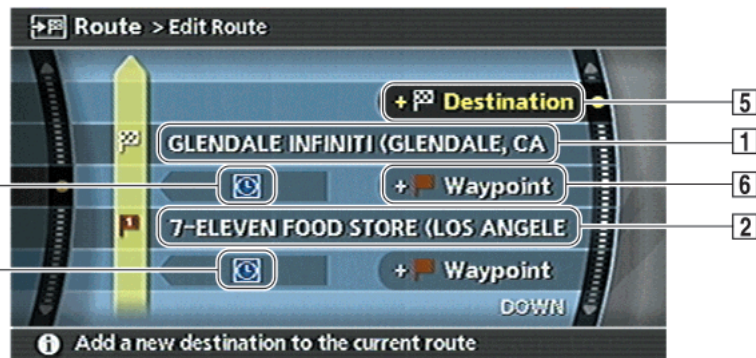 Route > Edit Route
+ Destination
5
GLENDALE INFINITI (GLENDALE, CA
1
+ Waypoint
6
1
7-ELEVEN FOOD STORE (LOS ANGELE
2
+ Waypoint
DOWN
i Add a new destination to the current route